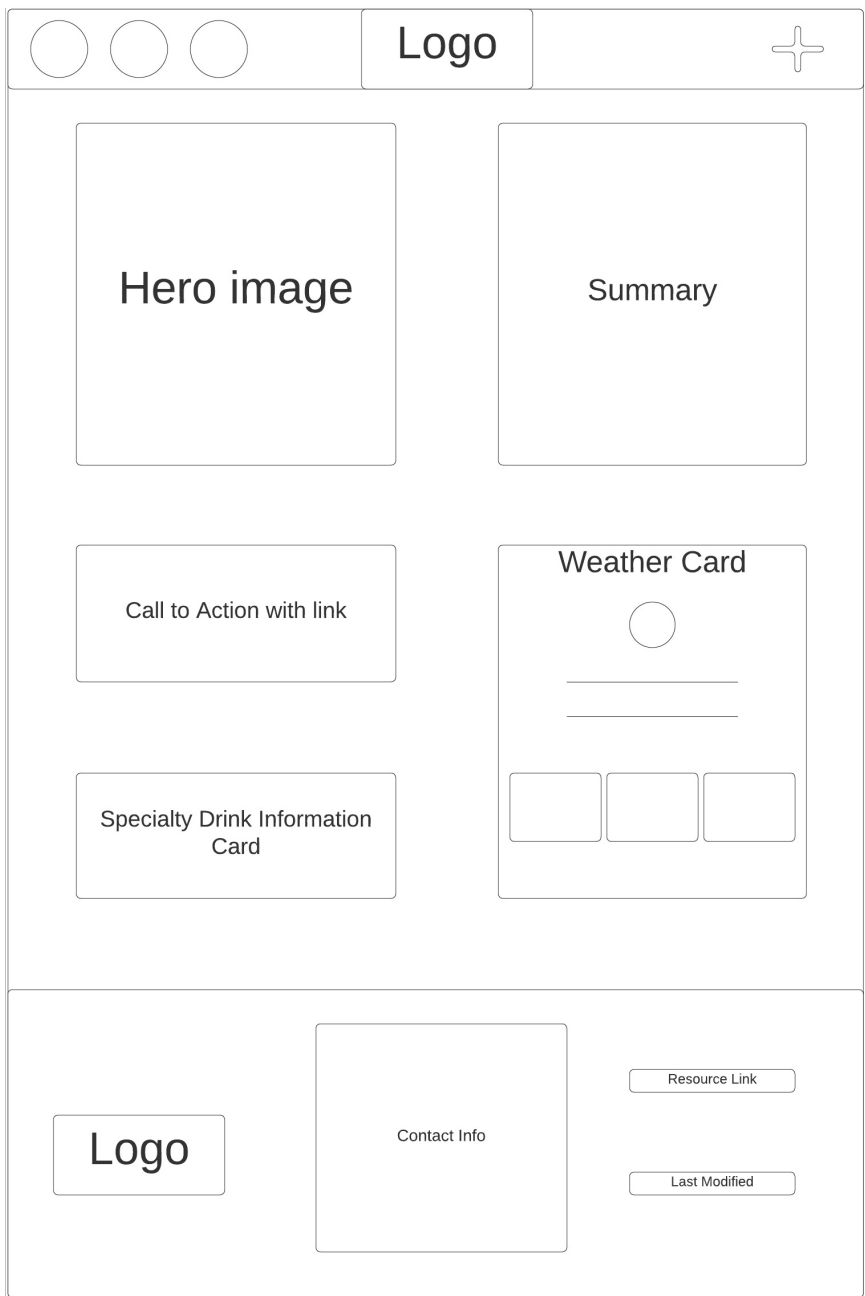 Logo
Hero image
Summary
Call to Action with link
Weather Card
Specialty Drink Information
Card
Logo
Contact Info
Resource Link
Last Modified